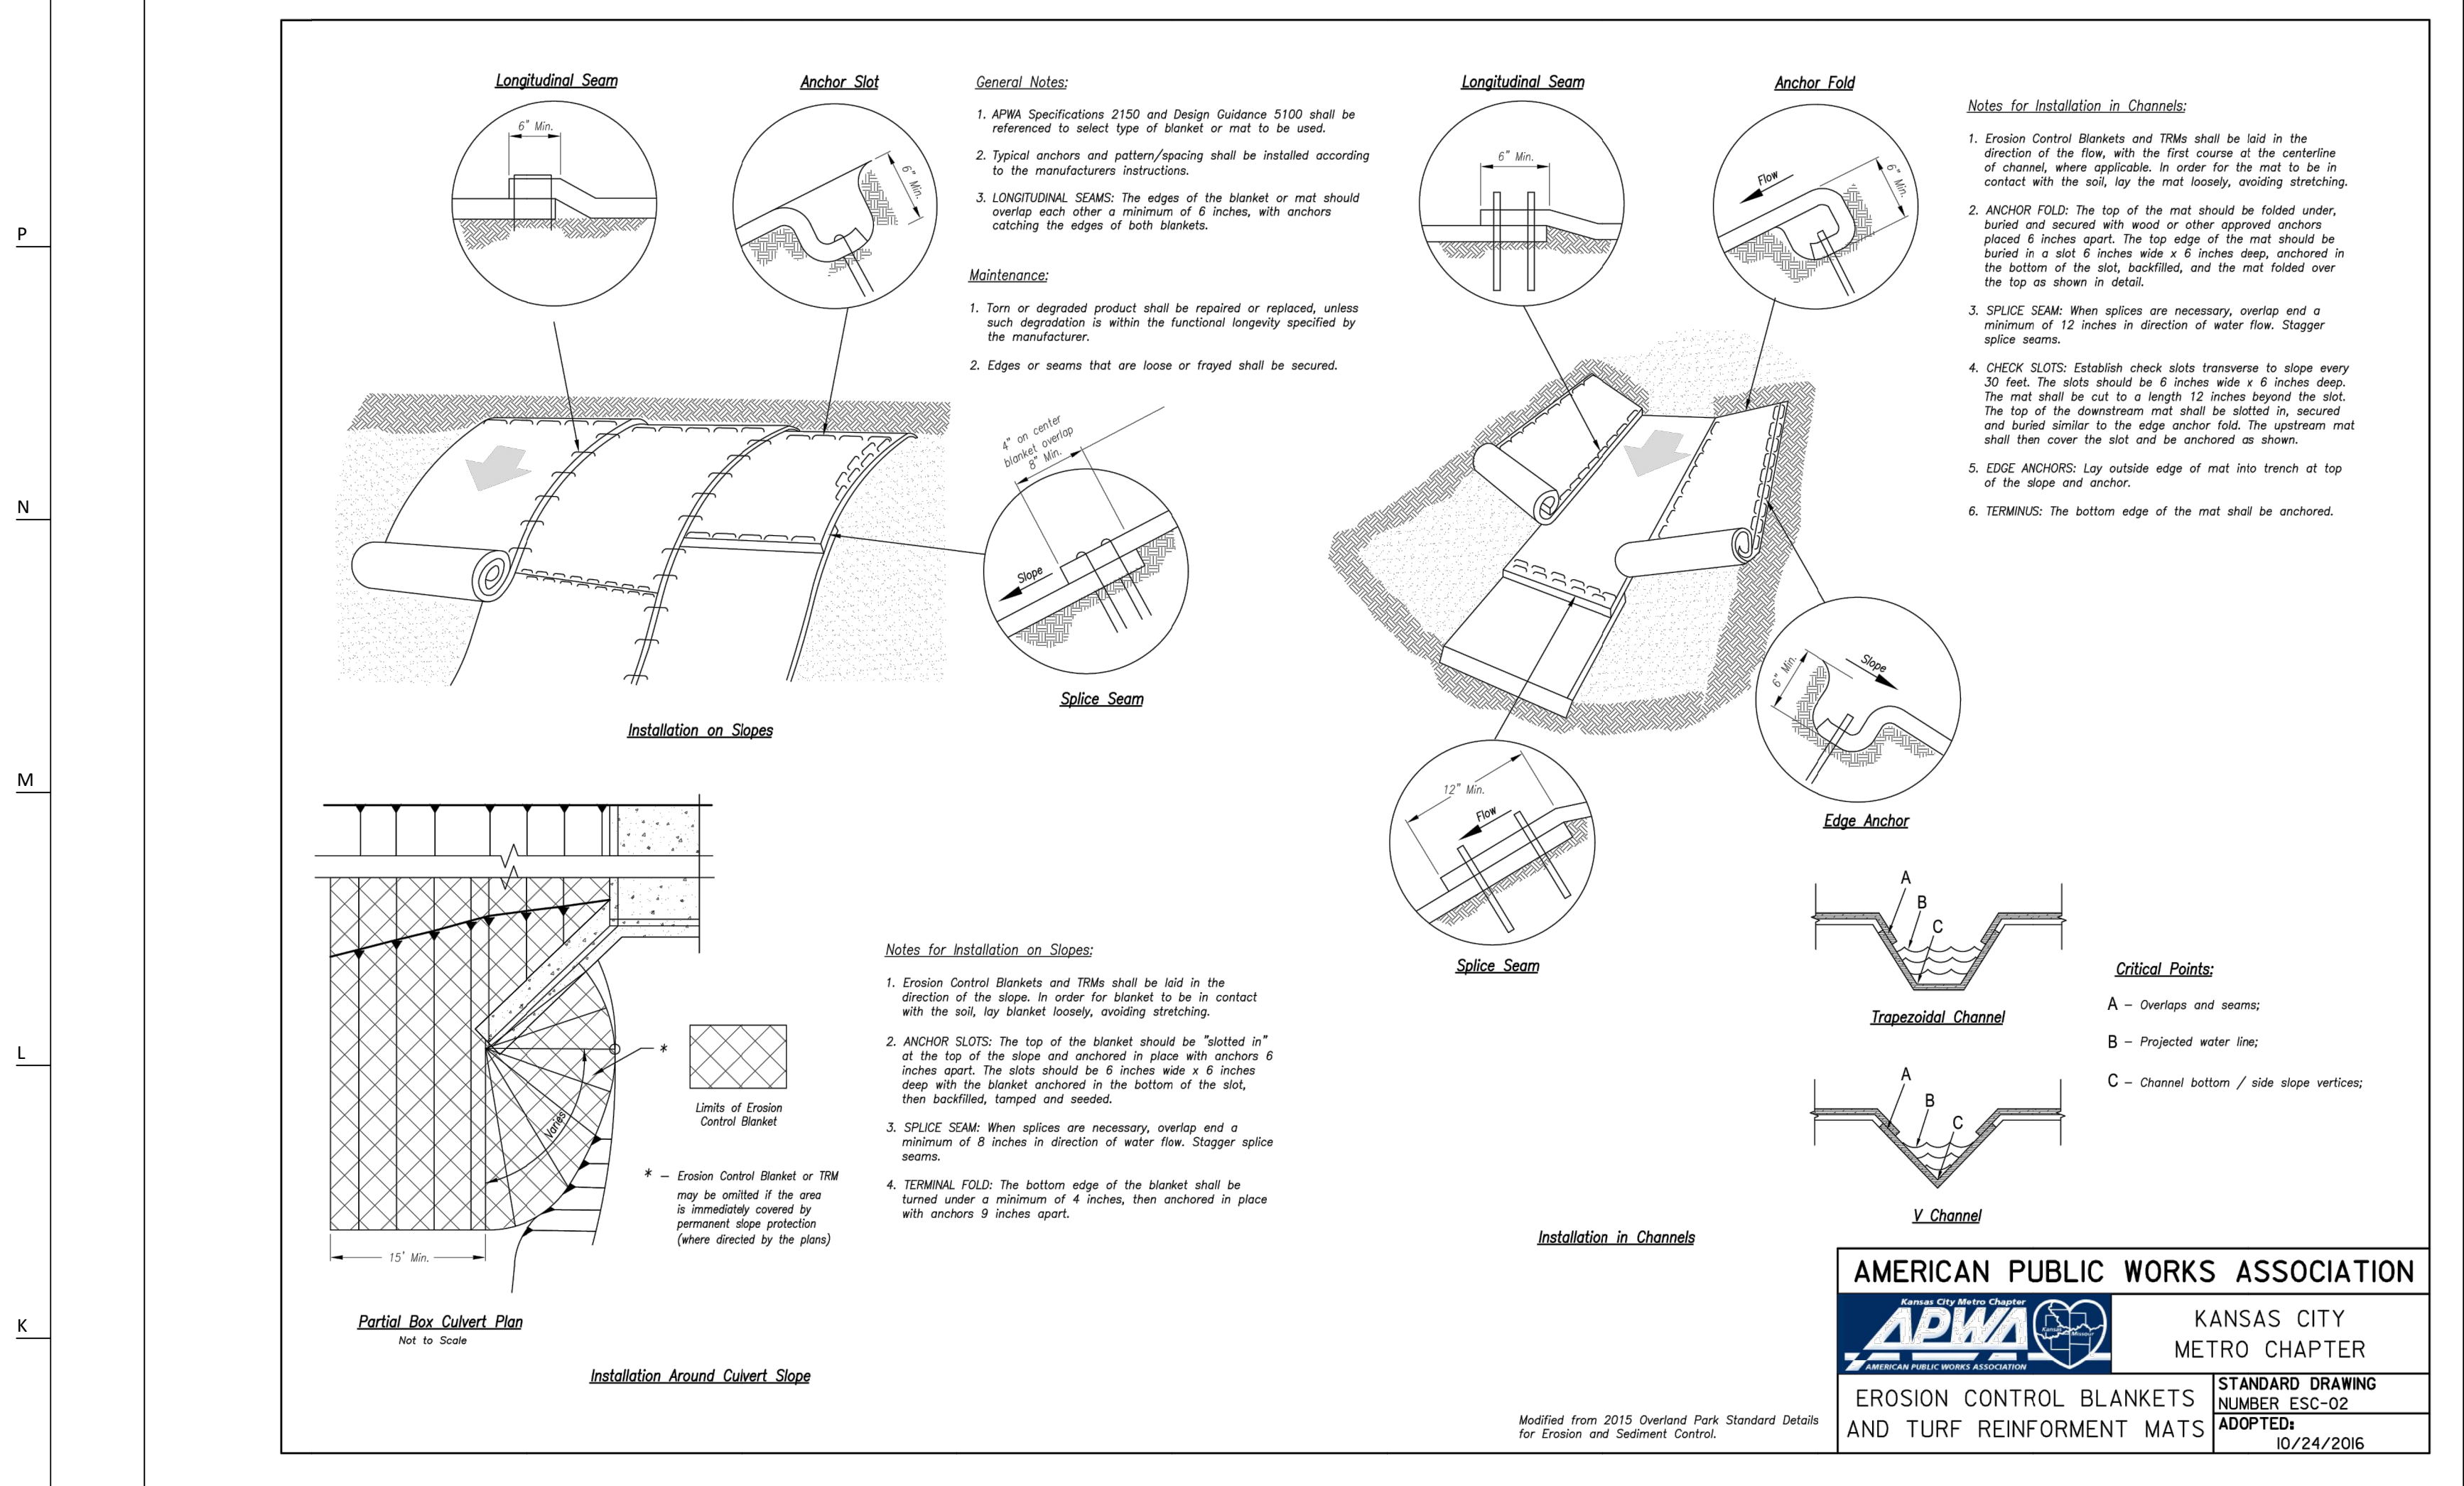 P
N
M
L
K
Longitudinal Seam
6" Min.
Anchor Slot
6" Min.
General Notes:
1. APWA Specifications 2150 and Design Guidance 5100 shall be
referenced to select type of blanket or mat to be used.
2. Typical anchors and pattern/spacing shall be installed according
to the manufacturers instructions.
3. LONGITUDINAL SEAMS: The edges of the blanket or mat should
overlap each other a minimum of 6 inches, with anchors
catching the edges of both blankets.
Maintenance:
1. Torn or degraded product shall be repaired or replaced, unless
such degradation is within the functional longevity specified by
the manufacturer.
2. Edges or seams that are loose or frayed shall be secured.
4" on center
blanket overlap
8" Min.
Slope
Splice Seam
Installation on Slopes
Longitudinal Seam
6" Min.
Anchor Fold
Flow
6" Min.
Notes for Installation in Channels:
1. Erosion Control Blankets and TRMs shall be laid in the
direction of the flow, with the first course at the centerline
of channel, where applicable. In order for the mat to be in
contact with the soil, lay the mat loosely, avoiding stretching.
2. ANCHOR FOLD: The top of the mat should be folded under,
buried and secured with wood or other approved anchors
placed 6 inches apart. The top edge of the mat should be
buried in a slot 6 inches wide x 6 inches deep, anchored in
the bottom of the slot, backfilled, and the mat folded over
the top as shown in detail.
3. SPLICE SEAM: When splices are necessary, overlap end a
minimum of 12 inches in direction of water flow. Stagger
splice seams.
4. CHECK SLOTS: Establish check slots transverse to slope every
30 feet. The slots should be 6 inches wide x 6 inches deep.
The mat shall be cut to a length 12 inches beyond the slot.
The top of the downstream mat shall be slotted in, secured
and buried similar to the edge anchor fold. The upstream mat
shall then cover the slot and be anchored as shown.
5. EDGE ANCHORS: Lay outside edge of mat into trench at top
of the slope and anchor.
6. TERMINUS: The bottom edge of the mat shall be anchored.
6" Min.
Slope
Edge Anchor
12" Min.
Flow
Splice Seam
Varies
15' Min.
*
Limits of Erosion
Control Blanket
* – Erosion Control Blanket or TRM
may be omitted if the area
is immediately covered by
permanent slope protection
(where directed by the plans)
Partial Box Culvert Plan
Not to Scale
Installation Around Culvert Slope
Notes for Installation on Slopes:
1. Erosion Control Blankets and TRMs shall be laid in the
direction of the slope. In order for blanket to be in contact
with the soil, lay blanket loosely, avoiding stretching.
2. ANCHOR SLOTS: The top of the blanket should be "slotted in"
at the top of the slope and anchored in place with anchors 6
inches apart. The slots should be 6 inches wide x 6 inches
deep with the blanket anchored in the bottom of the slot,
then backfilled, tamped and seeded.
3. SPLICE SEAM: When splices are necessary, overlap end a
minimum of 8 inches in direction of water flow. Stagger splice
seams.
4. TERMINAL FOLD: The bottom edge of the blanket shall be
turned under a minimum of 4 inches, then anchored in place
with anchors 9 inches apart.
A
B
C
Trapezoidal Channel
A
B
C
V Channel
Critical Points:
A – Overlaps and seams;
B – Projected water line;
C – Channel bottom / side slope vertices;
Installation in Channels
Modified from 2015 Overland Park Standard Details
for Erosion and Sediment Control.
AMERICAN PUBLIC WORKS ASSOCIATION
Kansas City Metro Chapter
APWA
Kansas
Missouri
AMERICAN PUBLIC WORKS ASSOCIATION
KANSAS CITY
METRO CHAPTER
EROSION CONTROL BLANKETS
AND TURF REINFORMENT MATS
STANDARD DRAWING
NUMBER ESC-02
ADOPTED:
10/24/2016